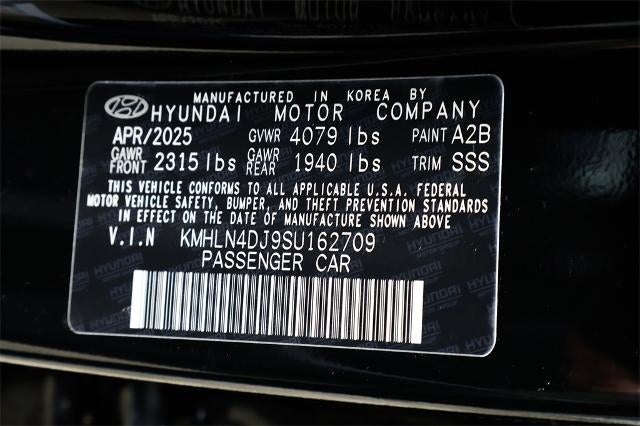 MANUFACTURED IN KOREA BY
HYUNDAI MOTOR COMPANY
APR/2025 GVWR 4079 lbs PAINT A2B
GAWR FRONT 2315 lbs GAWR REAR 1940 lbs TRIM SSS
THIS VEHICLE CONFORMS TO ALL APPLICABLE U.S.A. FEDERAL
MOTOR VEHICLE SAFETY, BUMPER, AND THEFT PREVENTION STANDARDS
IN EFFECT ON THE DATE OF MANUFACTURE SHOWN ABOVE
V.I.N KMHLN4DJ9SU162709
PASSENGER CAR